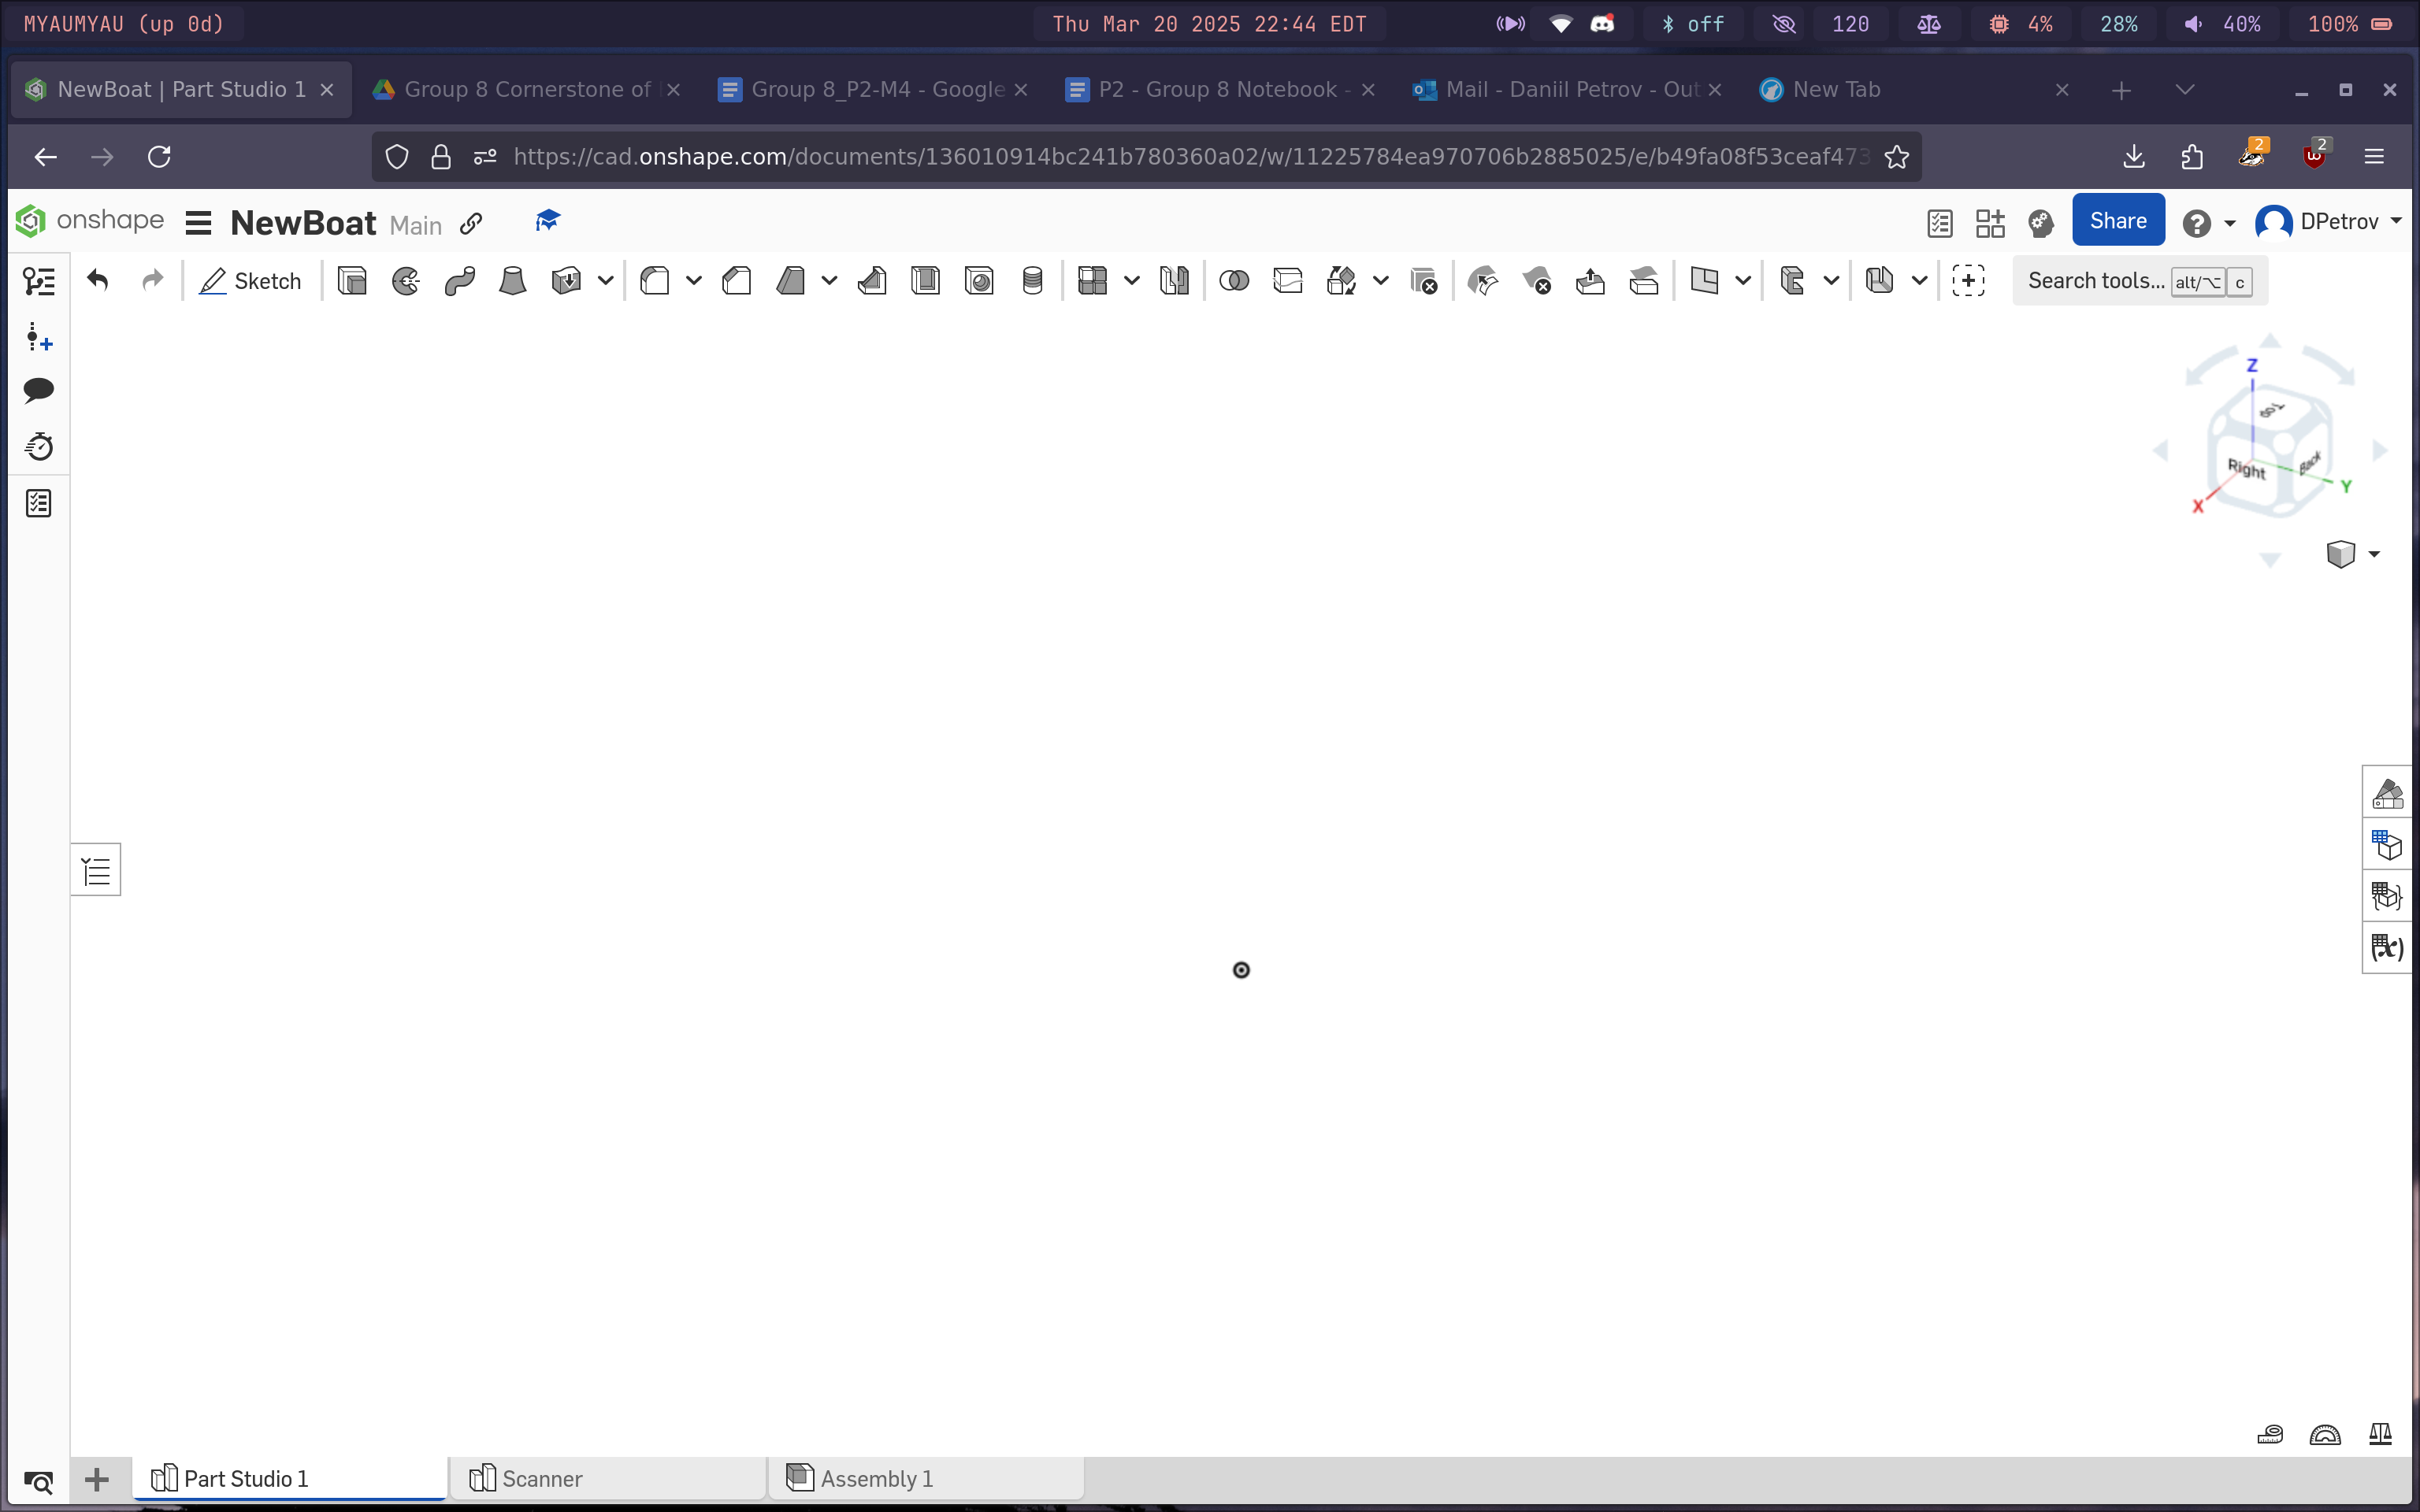 MYAUMYAU (up 0d)
Thu Mar 20 2025 22:44 EDT
off
120
4%
28%
40%
100%
NewBoat | Part Studio 1
Group 8 Cornerstone of
Group 8_P2-M4 - Google
P2 - Group 8 Notebook -
Mail - Daniil Petrov - Out
New Tab
https://cad.onshape.com/documents/136010914bc241b780360a02/w/11225784ea970706b2885025/e/b49fa08f53ceaf473
2
2
onshape
NewBoat Main
Share
DPetrov
Sketch
Search tools... alt/⌥ c
Z
Top
Right
Back
X
Y
(x)
Part Studio 1
Scanner
Assembly 1